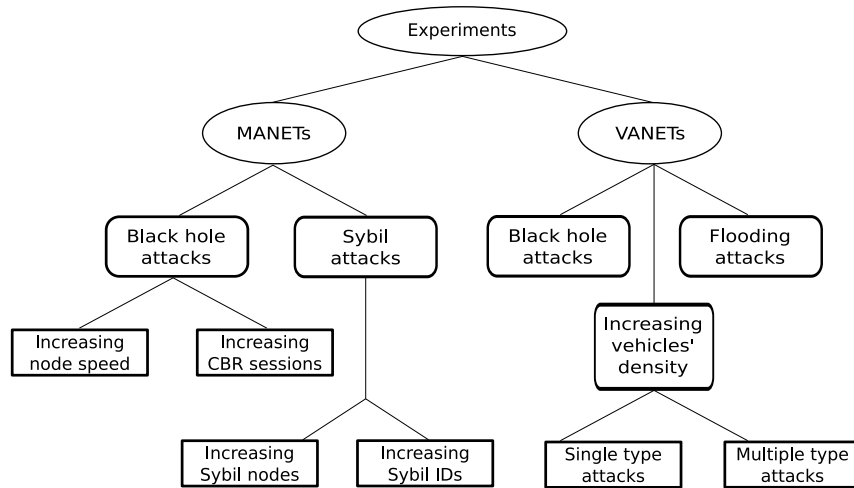 Experiments
MANETs
VANETs
Black hole
attacks
Sybil
attacks
Black hole
attacks
Flooding
attacks
Increasing
node speed
Increasing
CBR sessions
Increasing
vehicles'
density
Increasing
Sybil nodes
Increasing
Sybil IDs
Single type
attacks
Multiple type
attacks